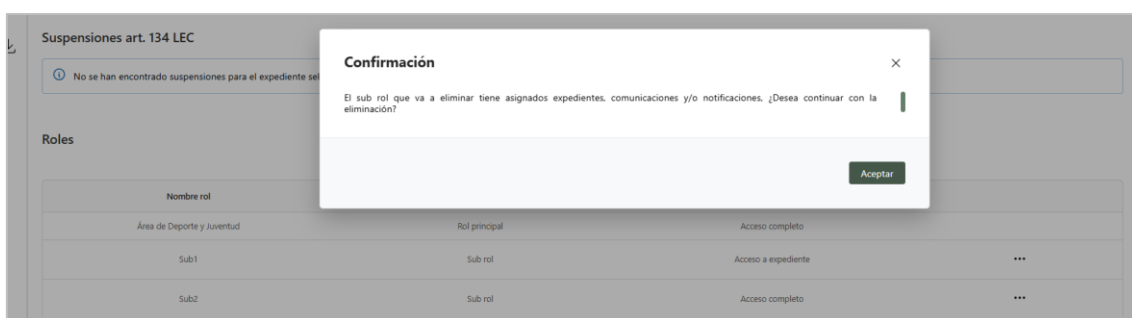 Suspensiones art. 134 LEC
No se han encontrado suspensiones para el expediente sel
Confirmación
El sub rol que va a eliminar tiene asignados expedientes, comunicaciones y/o notificaciones, ¿Desea continuar con la
eliminación?
Aceptar
Roles
Nombre rol
Área de Deporte y Juventud Rol principal Acceso completo
Sub1 Sub rol Acceso a expediente
Sub2 Sub rol Acceso completo